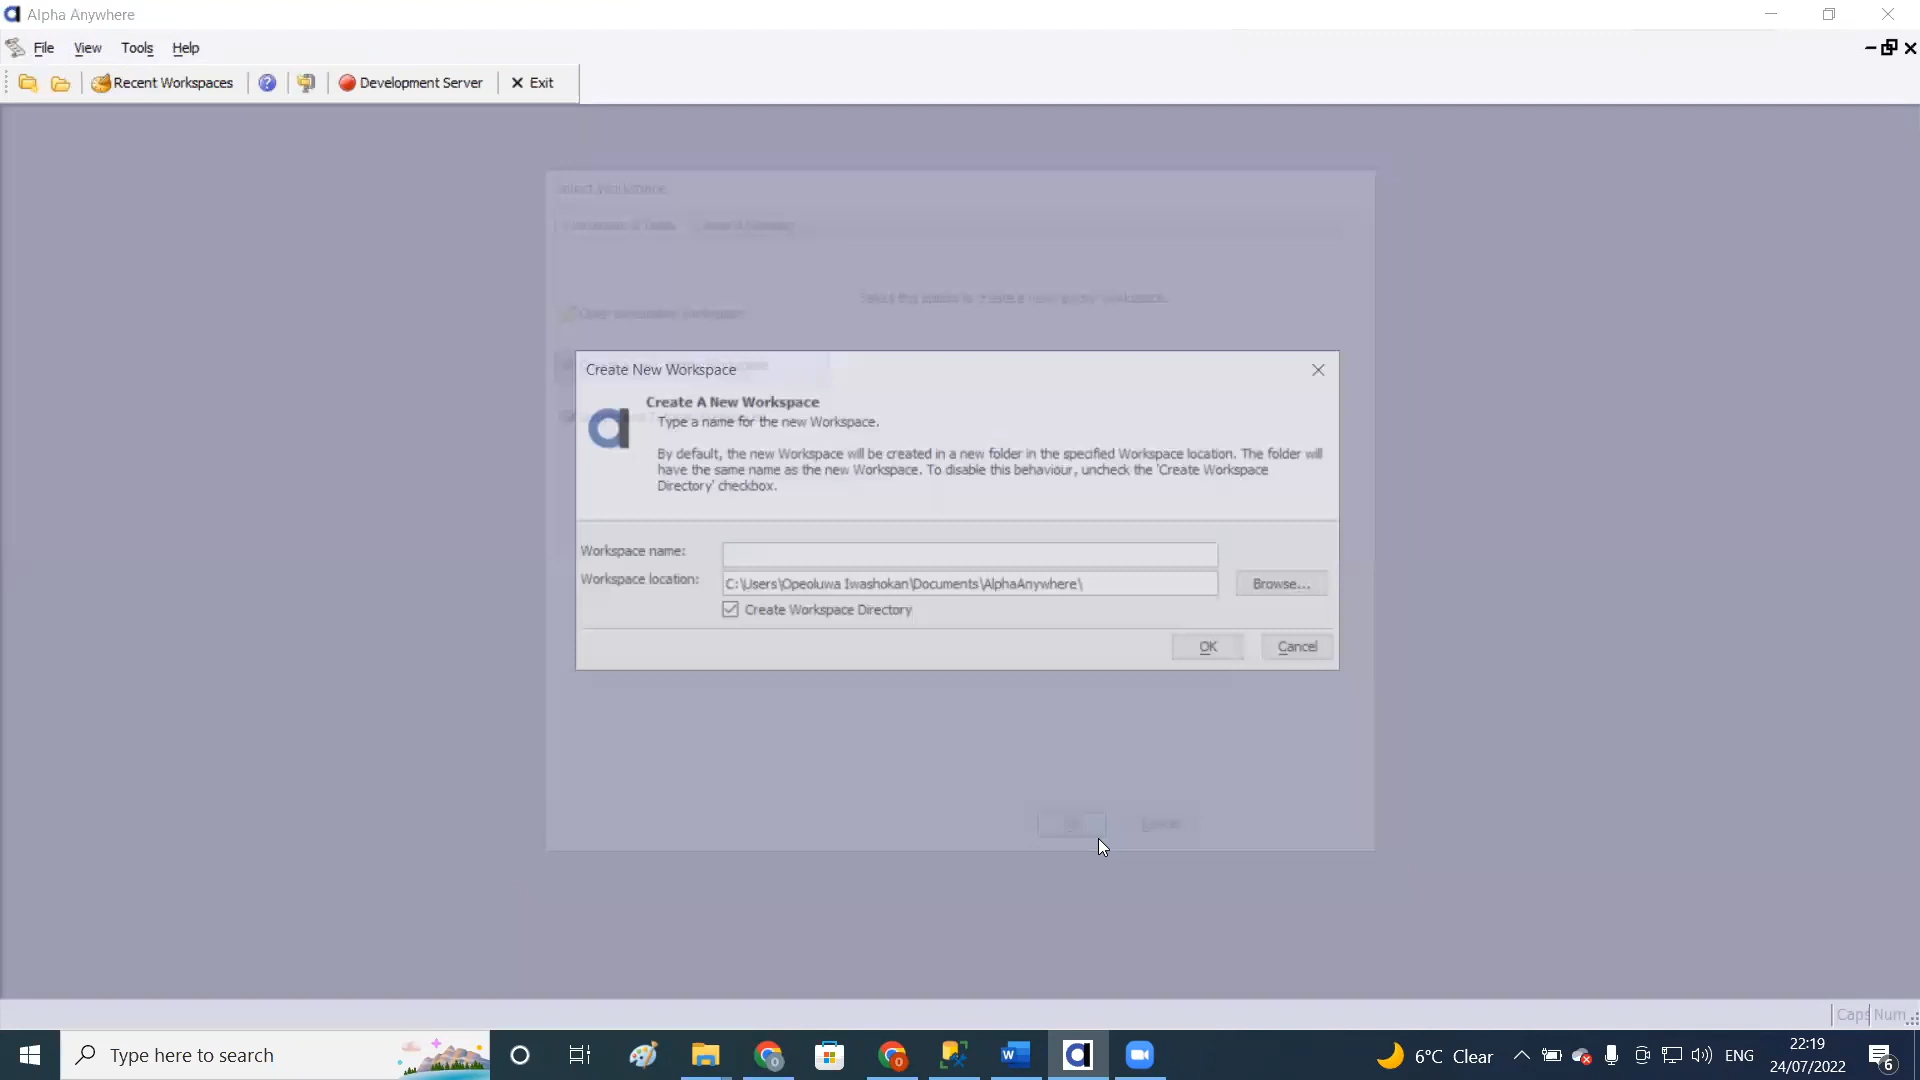 Alpha Anywhere
File View Tools Help
Recent Workspaces Development Server Exit
Create New Workspace
Create A New Workspace
Type a name for the new Workspace.
By default, the new Workspace will be created in a new folder in the specified Workspace location. The folder will
have the same name as the new Workspace. To disable this behaviour, uncheck the 'Create Workspace
Directory' checkbox.
Workspace name:
Workspace location: C:\Users\Opeoluwa Iwashokan\Documents\AlphaAnywhere\ Browse...
Create Workspace Directory
OK Cancel
Caps Num
Type here to search
6°C Clear
ENG
22:19
24/07/2022
6